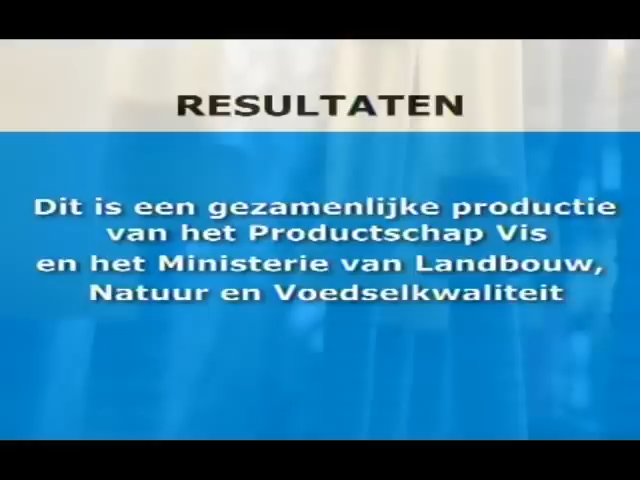 RESULTATEN
Dit is een gezamenlijke productie
van het Productschap Vis
en het Ministerie van Landbouw,
Natuur en Voedselkwaliteit